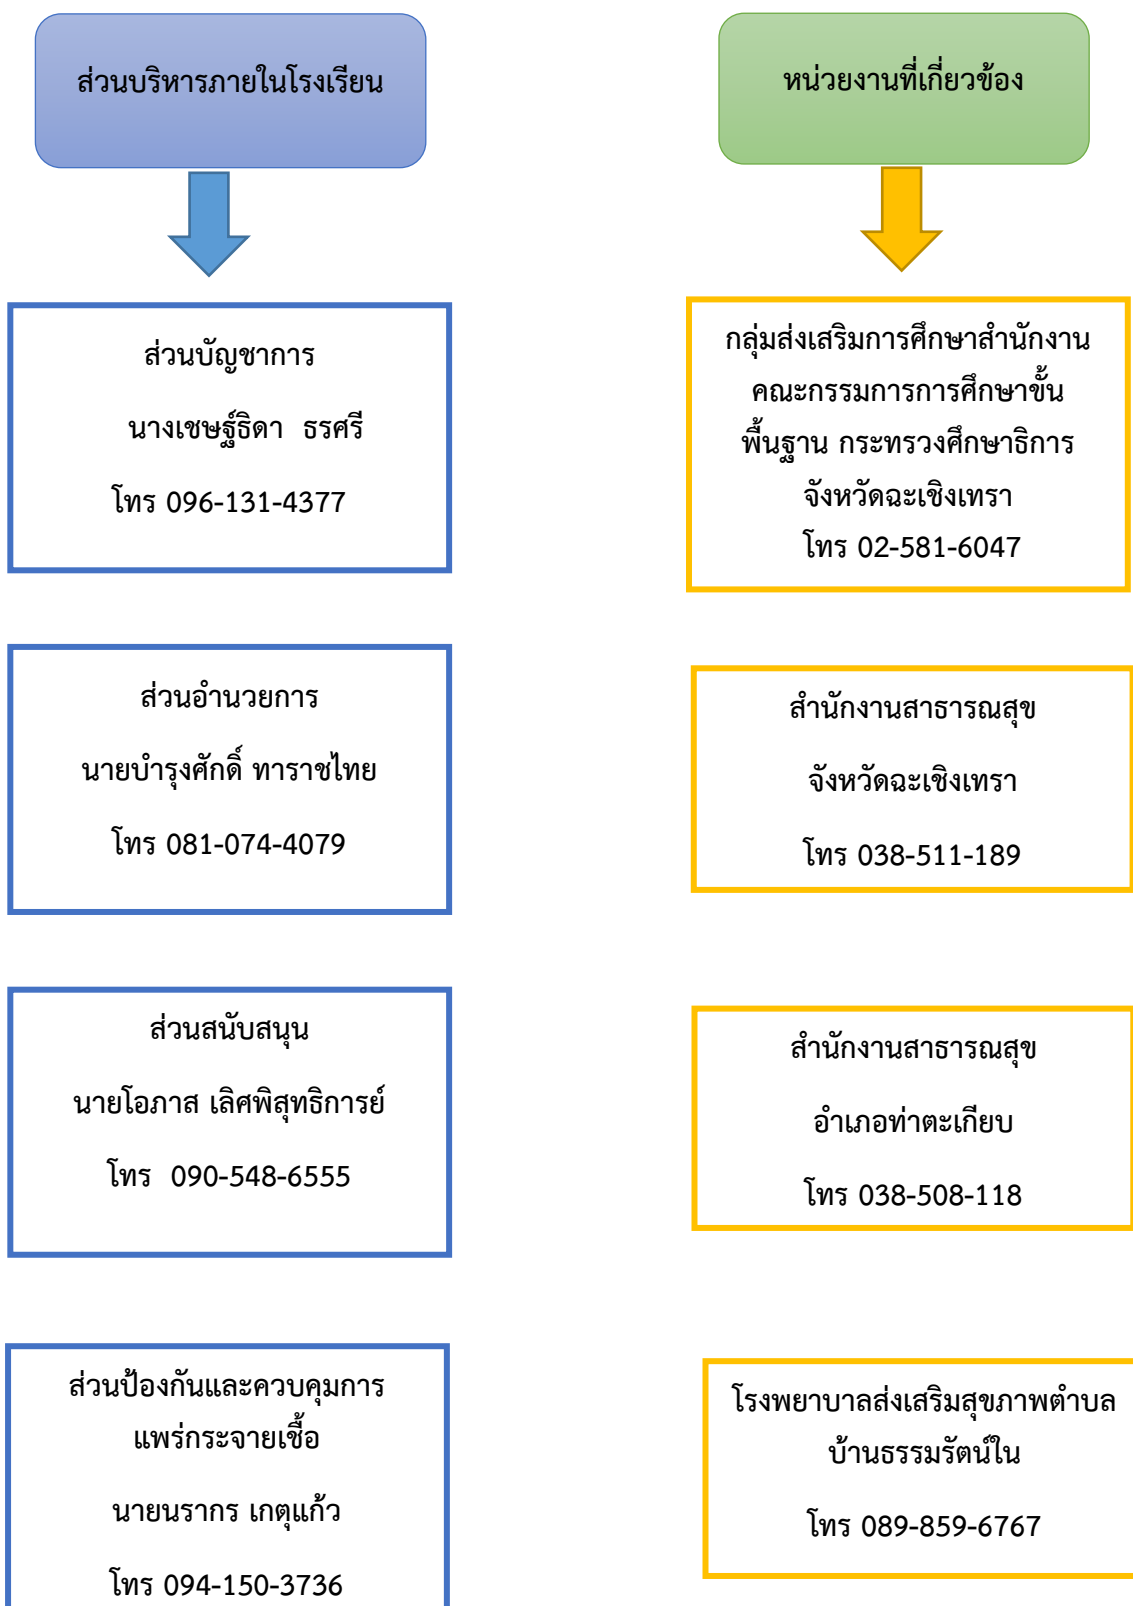 ส่วนบริหารภายในโรงเรียน
ส่วนบัญชาการ
นางเชษฐ์ธิดา ธรศรี
โทร 096-131-4377
ส่วนอำนวยการ
นายบำรุงศักดิ์ ทาราชไทย
โทร 081-074-4079
ส่วนสนับสนุน
นายโอภาส เลิศพิสุทธิการย์
โทร 090-548-6555
ส่วนป้องกันและควบคุมการ
แพร่กระจายเชื้อ
นายนรากร เกตุแก้ว
โทร 094-150-3736
หน่วยงานที่เกี่ยวข้อง
กลุ่มส่งเสริมการศึกษาสำนักงาน
คณะกรรมการการศึกษาขั้น
พื้นฐาน กระทรวงศึกษาธิการ
จังหวัดฉะเชิงเทรา
โทร 02-581-6047
สำนักงานสาธารณสุข
จังหวัดฉะเชิงเทรา
โทร 038-511-189
สำนักงานสาธารณสุข
อำเภอท่าตะเกียบ
โทร 038-508-118
โรงพยาบาลส่งเสริมสุขภาพตำบล
บ้านธรรมรัตน์ใน
โทร 089-859-6767